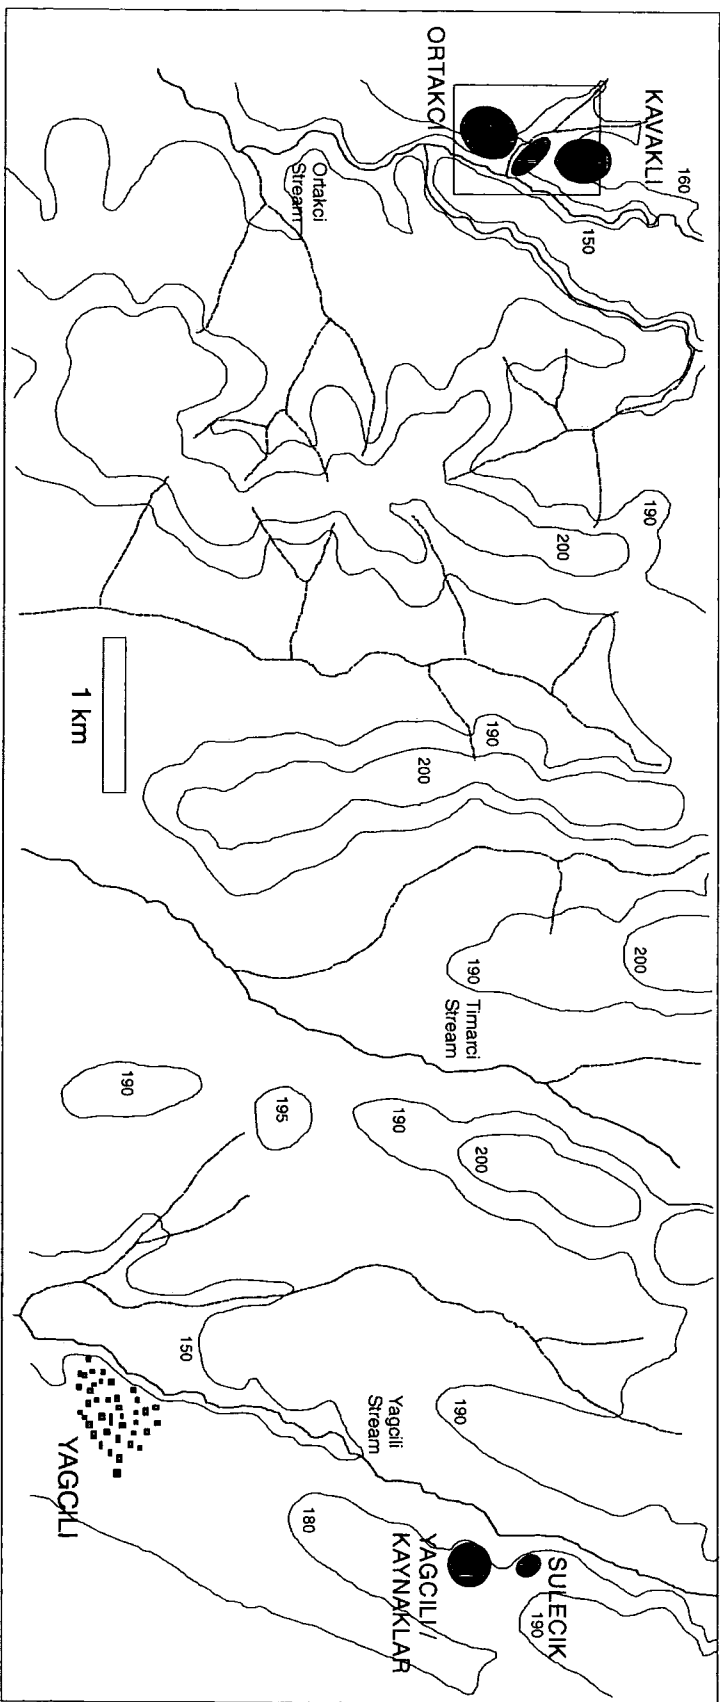 160
KAVAKLI
190
200
150
200
SULECIK
190
190
200
190
Timarci
Stream
190
ORTAKCI
200
YAGCILI /
KAYNAKLAR
190
Yagcili
Stream
Ortakci
Stream
180
195
150
190
1 km
YAGCILI